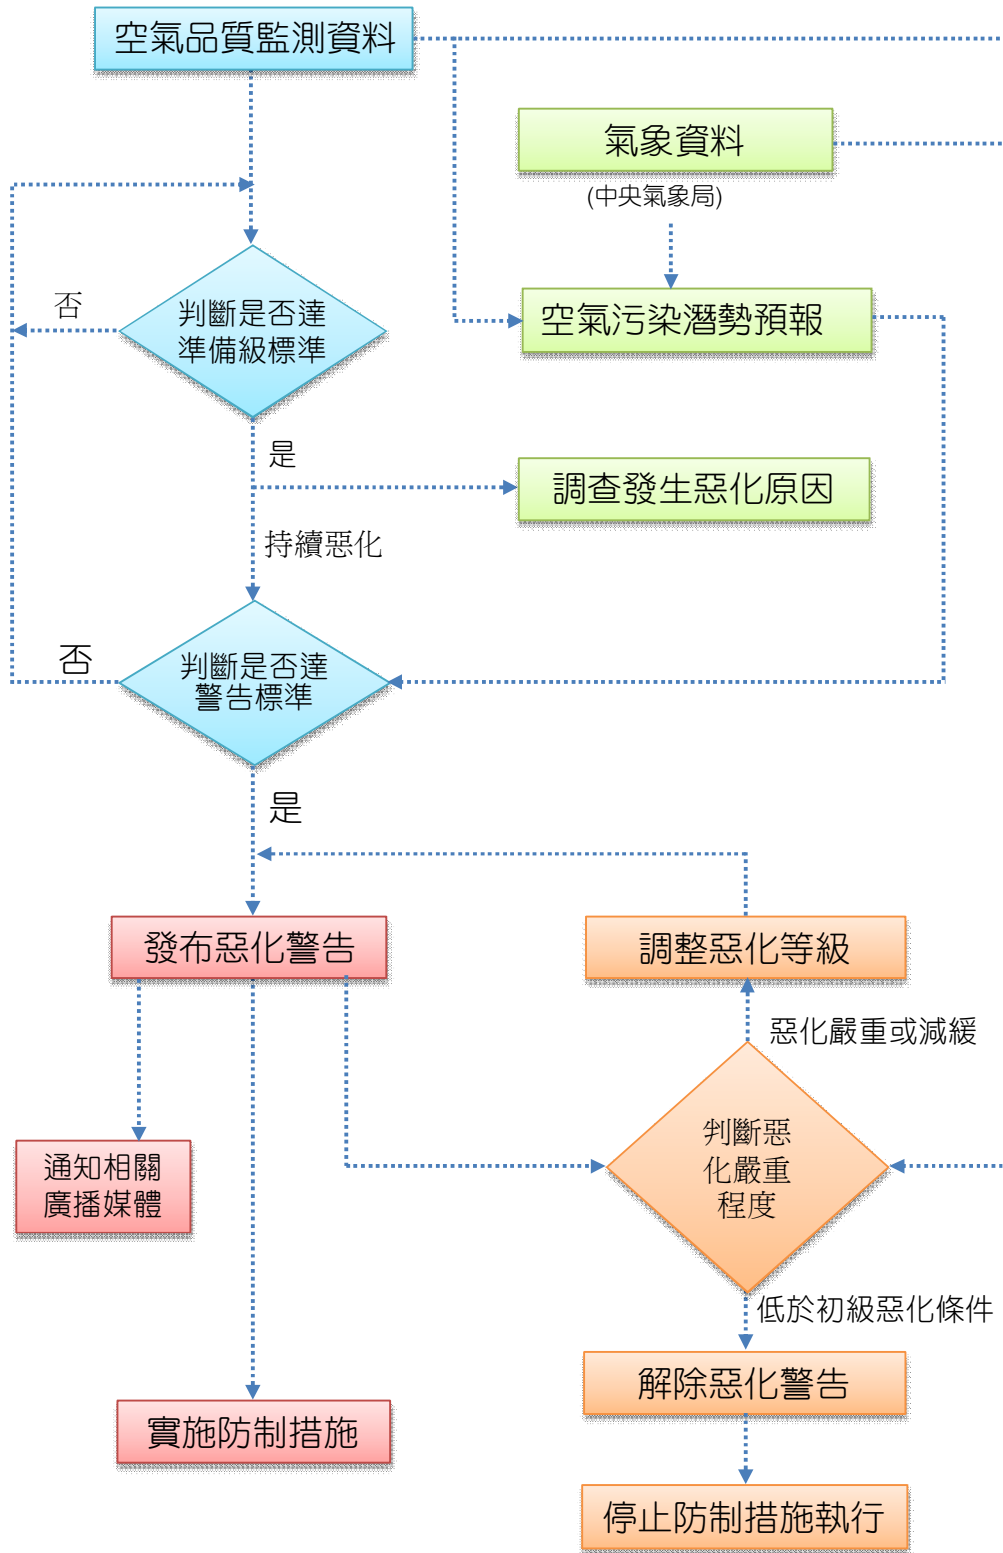 空氣品質監測資料
氣象資料
(中央氣象局)
否
判斷是否達
準備級標準
空氣污染潛勢預報
是
調查發生惡化原因
持續惡化
否
判斷是否達
警告標準
是
發布惡化警告
調整惡化等級
惡化嚴重或減緩
判斷惡
化嚴重
程度
通知相關
廣播媒體
低於初級惡化條件
解除惡化警告
實施防制措施
停止防制措施執行